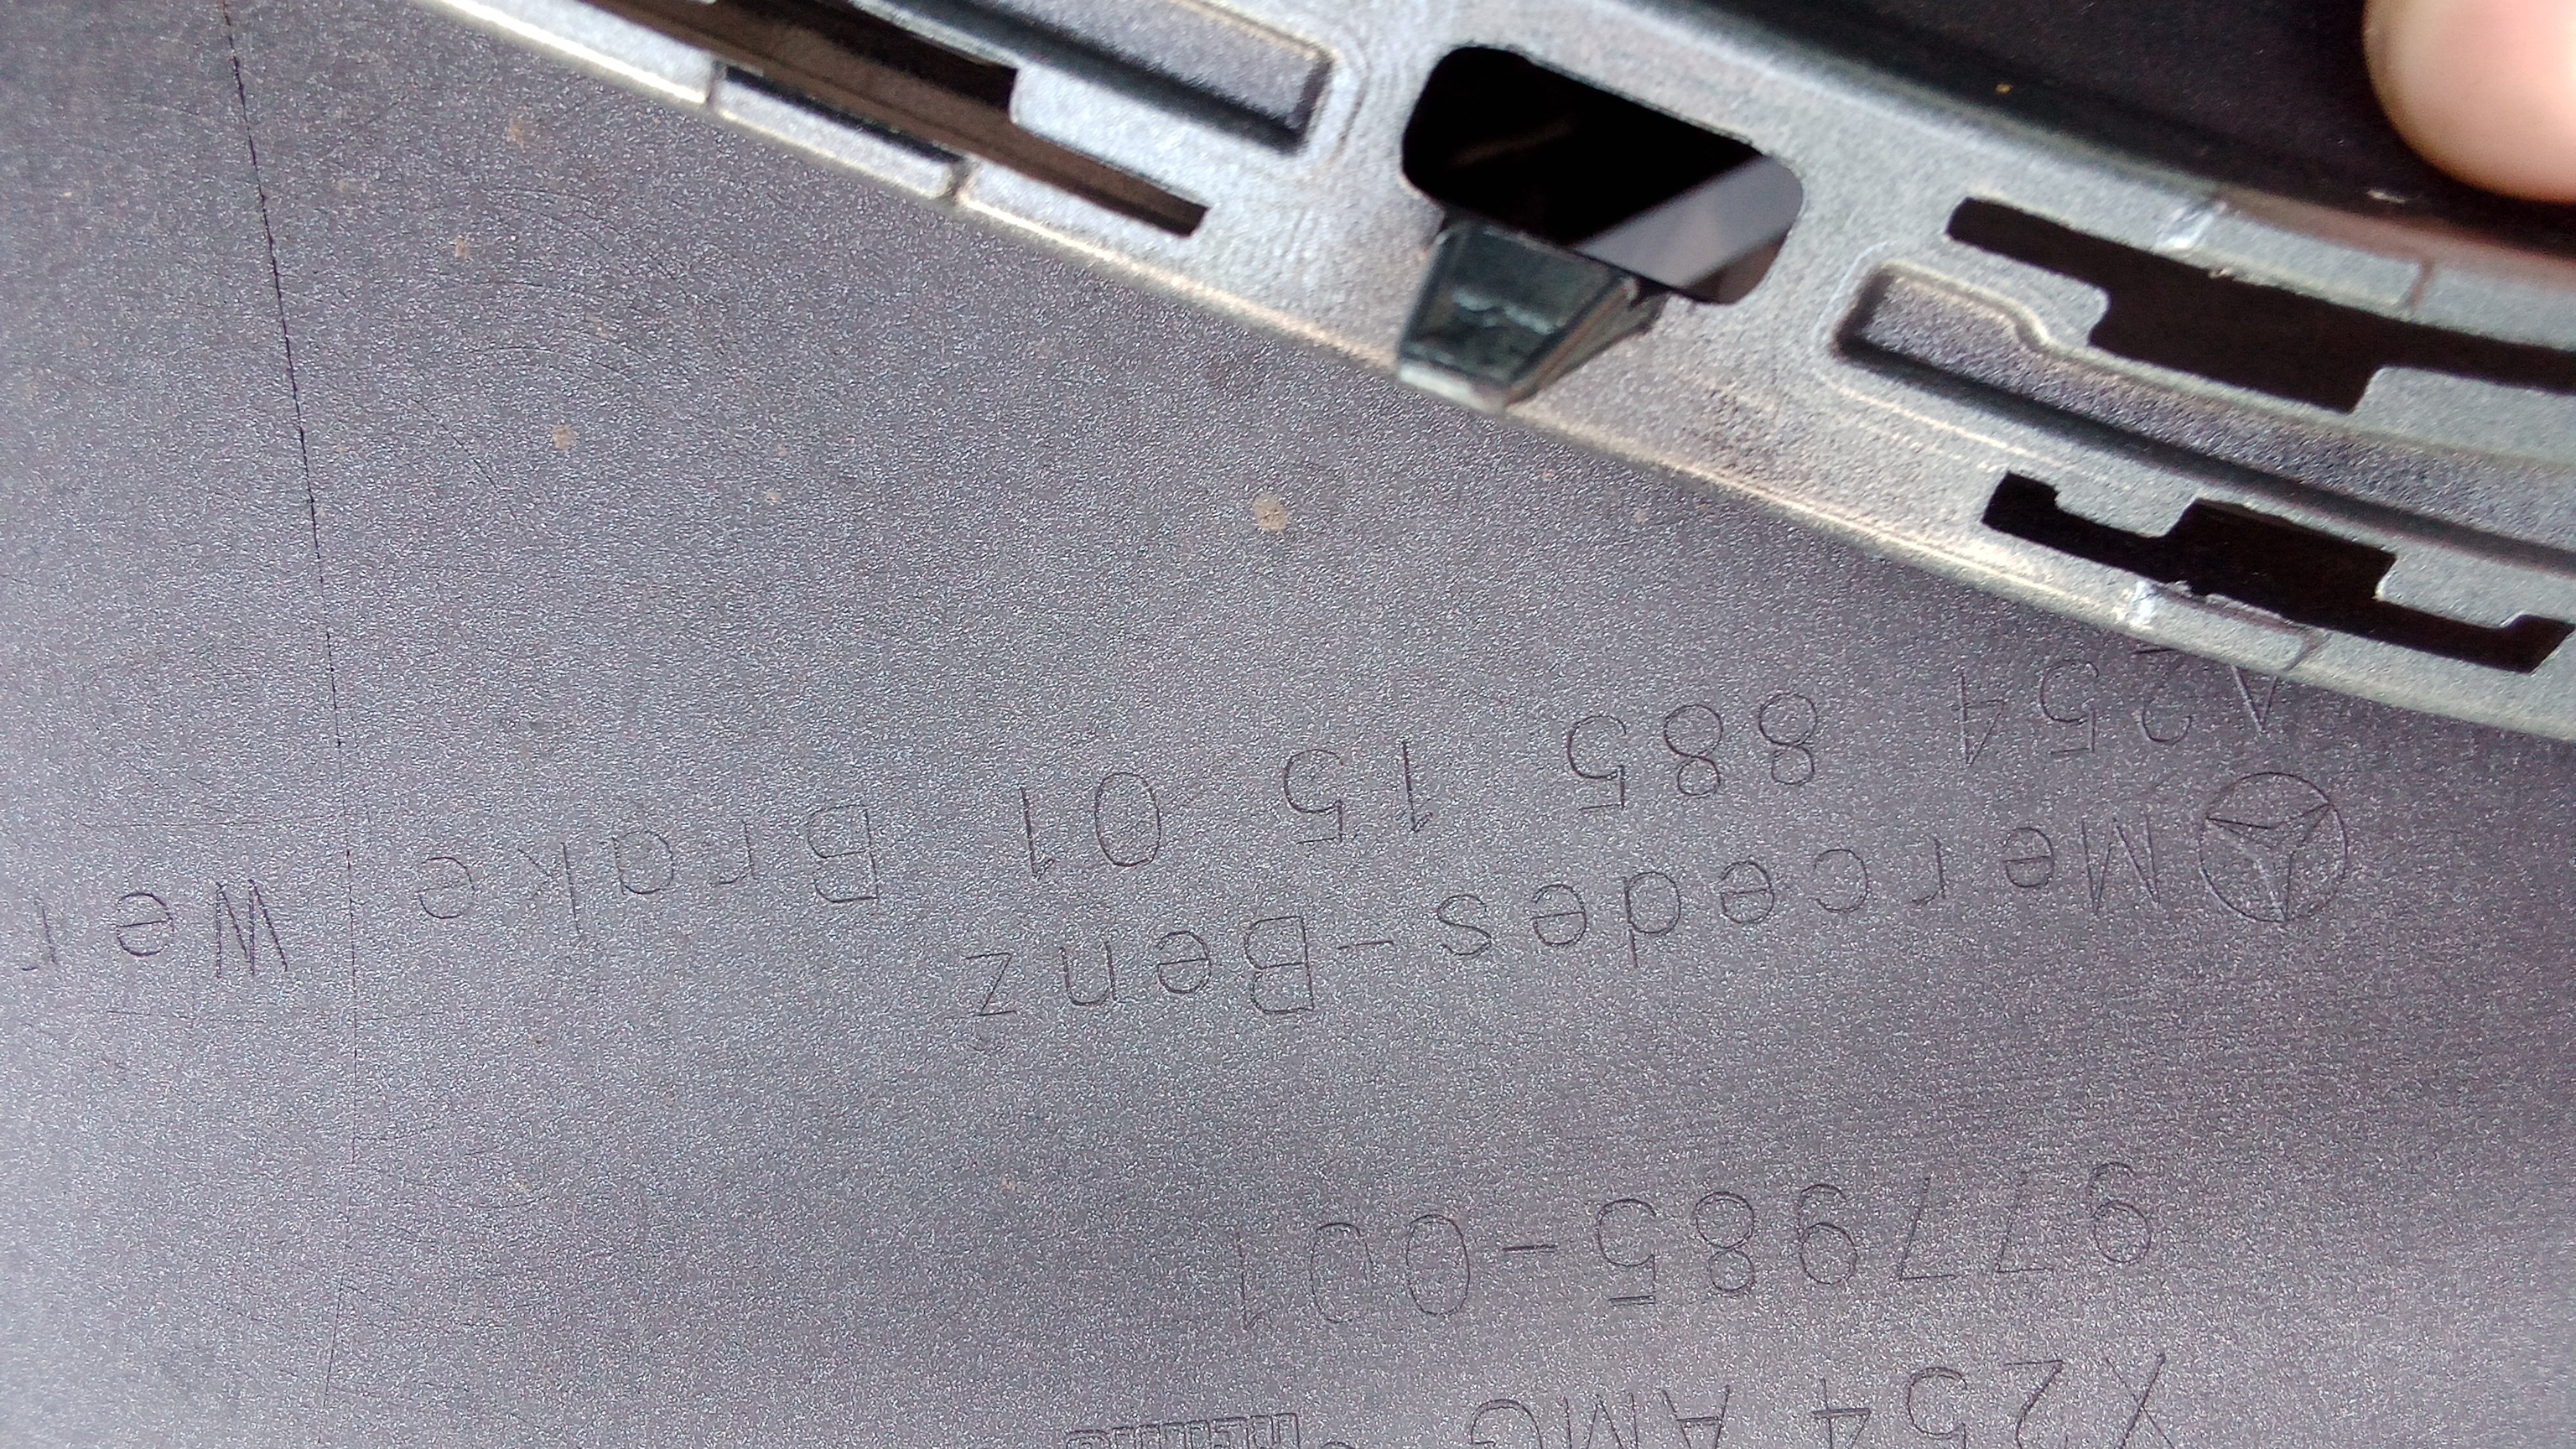 X254 AMG
977985-001
Mercedes-Benz
A254 885 15 01 Brake Wer